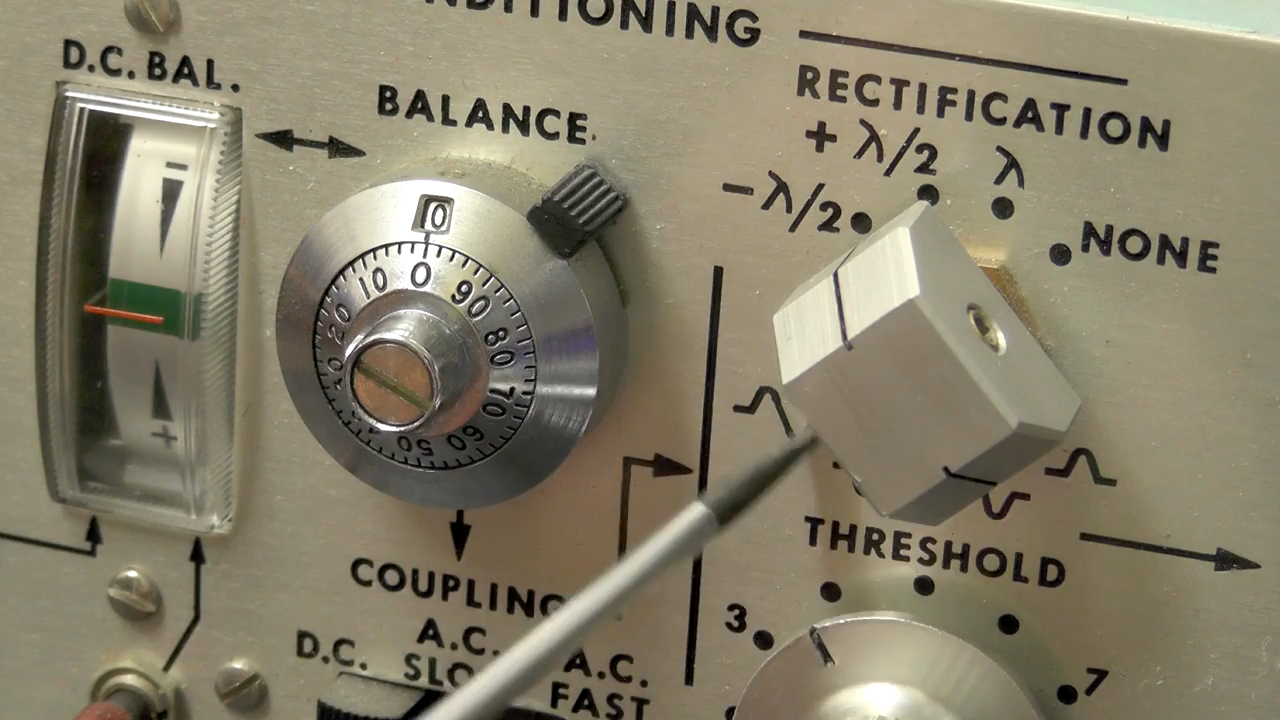 NDITIONING
D.C. BAL.
BALANCE
RECTIFICATION
+ λ/2
λ
− λ/2
NONE
−
0
10 0 90
20 80
70
60
50
+
COUPLING
A.C.
D.C. SLO
A.C.
FAST
THRESHOLD
3
7